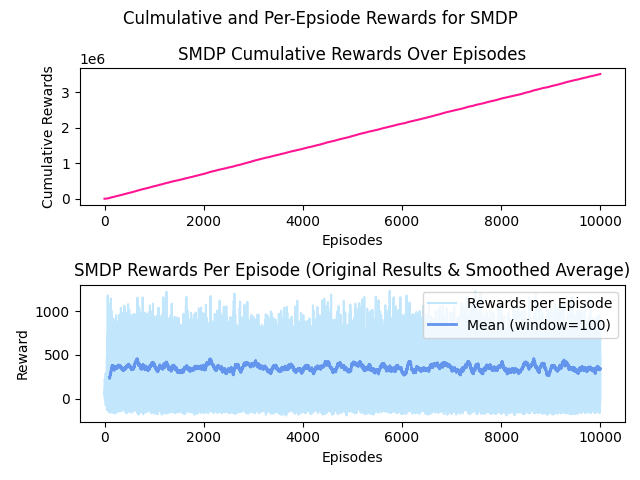 Culmulative and Per-Epsiode Rewards for SMDP
SMDP Cumulative Rewards Over Episodes
1e6
3
2
1
0
Cumulative Rewards
0 2000 4000 6000 8000 10000
Episodes
SMDP Rewards Per Episode (Original Results & Smoothed Average)
Rewards per Episode
Mean (window=100)
1000
500
0
Reward
0 2000 4000 6000 8000 10000
Episodes